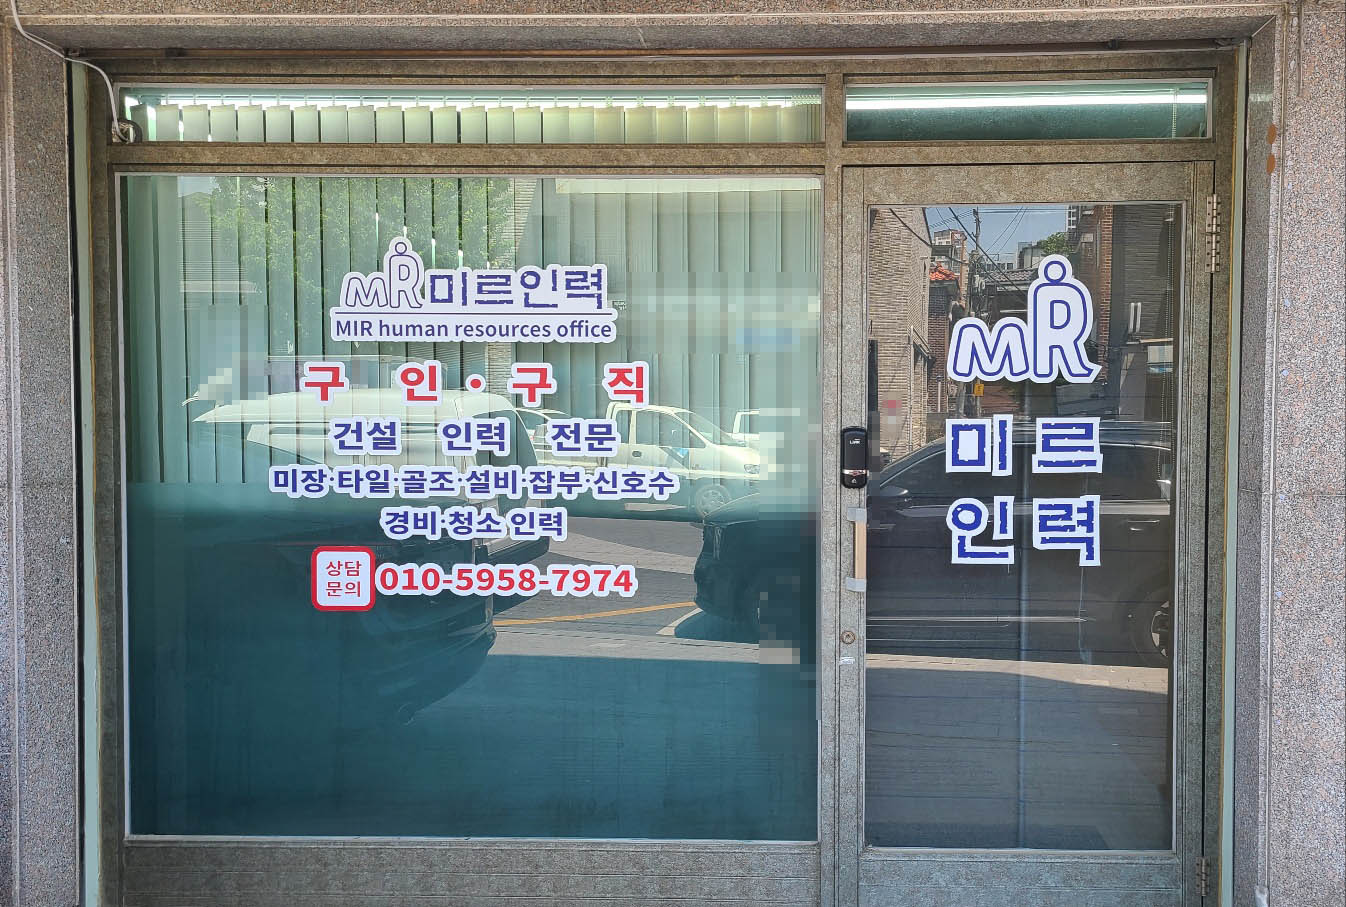 MR 미르인력
MIR human resources office
구 인 · 구 직
건설 인력 전문
미장·타일·골조·설비·잡부·신호수
경비·청소 인력
상담
문의
010-5958-7974
MR
미르
인력